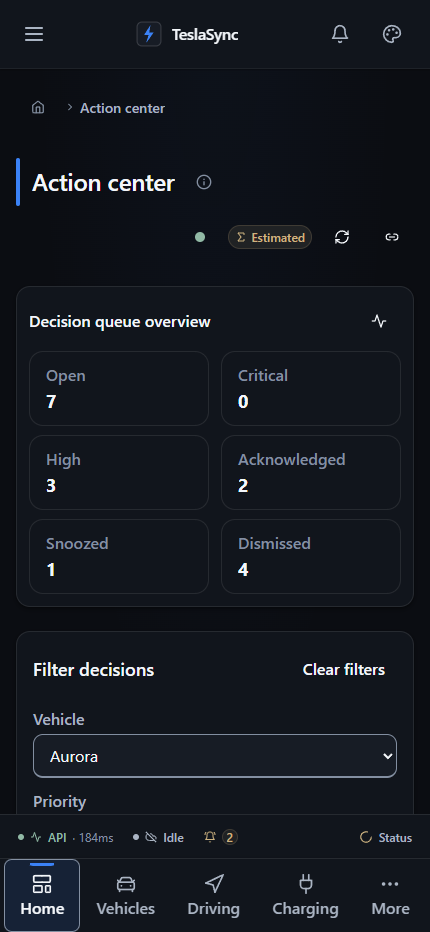 TeslaSync
Action center
Action center
Σ Estimated
Decision queue overview
Open
7
Critical
0
High
3
Acknowledged
2
Snoozed
1
Dismissed
4
Filter decisions
Clear filters
Vehicle
Aurora
Priority
API · 184ms
Idle
2
Status
Home
Vehicles
Driving
Charging
More